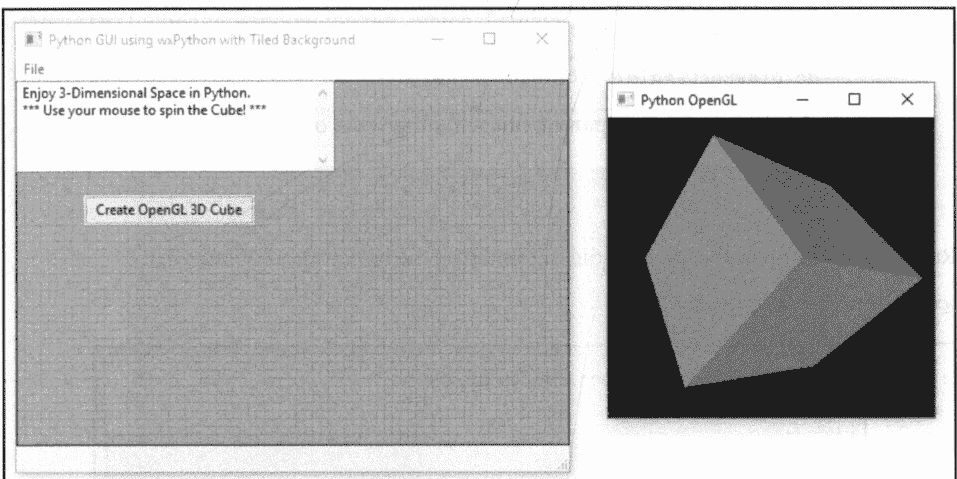 Python GUI using wxPython with Tiled Background
File
Enjoy 3-Dimensional Space in Python.
*** Use your mouse to spin the Cube! ***
Create OpenGL 3D Cube
Python OpenGL